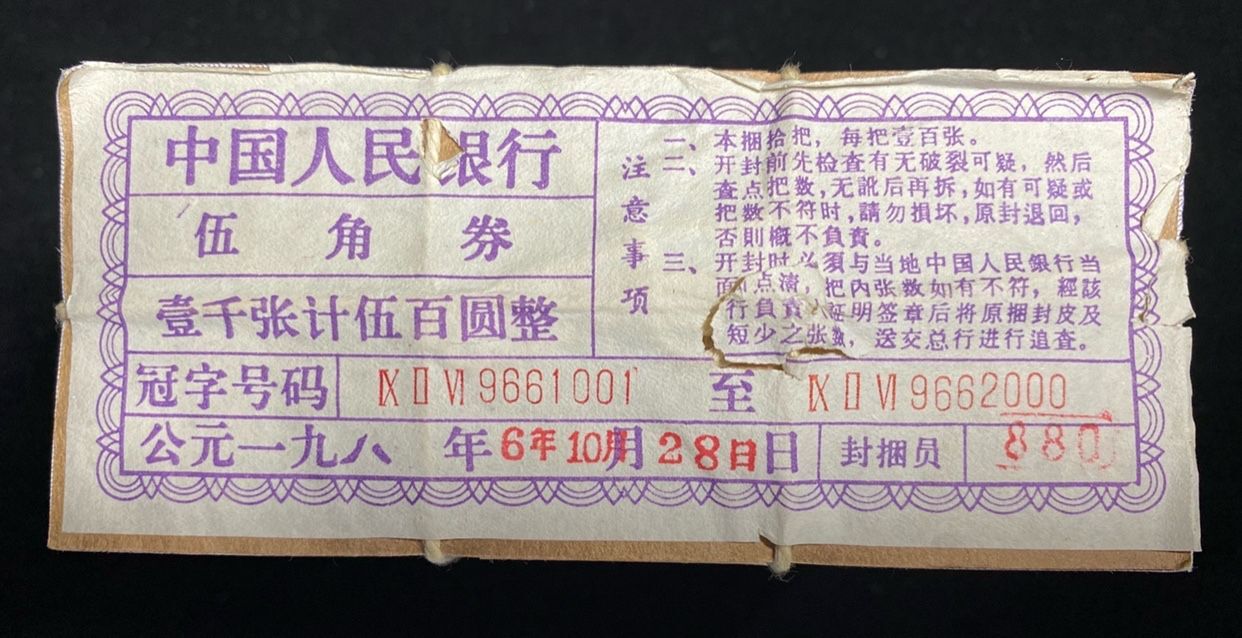 中国人民银行
伍角券
壹千张计伍百圆整
注意事项
一、本捆拾把，每把壹百张。
二、开封前先检查有无破裂可疑，然后
查点把数，无訛后再拆，如有可疑或
把数不符时，請勿損坏，原封退回，
否則概不負責。
三、开封时必須与当地中国人民銀行当
面点清，把內张数如有不符，經該
行負責证明签章后将原捆封皮及
短少之张数，送交总行进行追查。
冠字号码 Ⅸ Ⅱ Ⅵ 9661001 至 Ⅸ Ⅱ Ⅵ 9662000
公元一九八 年 6年 10月月 28日日 封捆员 880